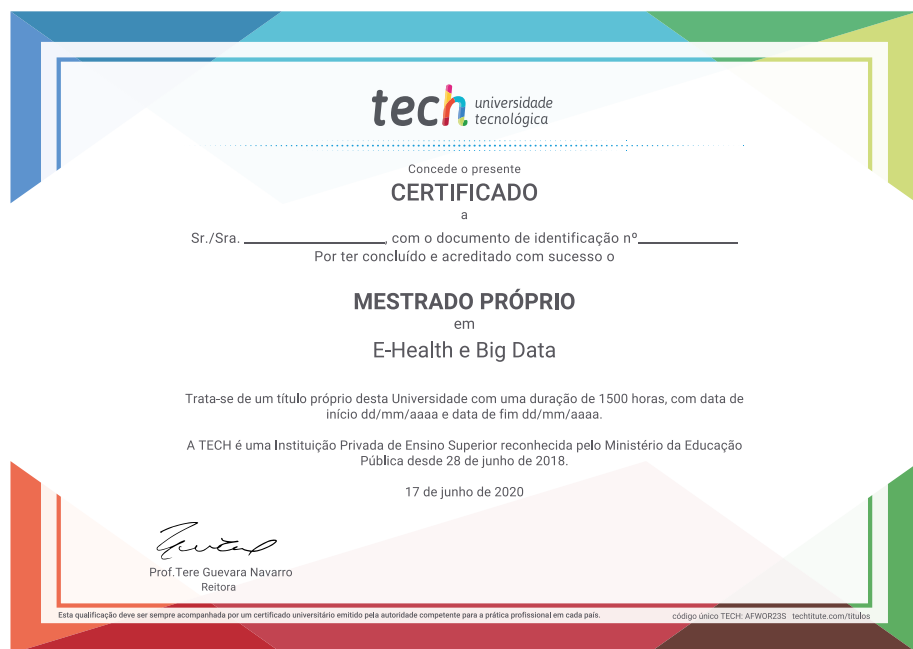 tech universidade
tecnológica
Concede o presente
CERTIFICADO
a
Sr./Sra. ________________, com o documento de identificação nº___________
Por ter concluído e acreditado com sucesso o
MESTRADO PRÓPRIO
em
E-Health e Big Data
Trata-se de um título próprio desta Universidade com uma duração de 1500 horas, com data de
início dd/mm/aaaa e data de fim dd/mm/aaaa.
A TECH é uma Instituição Privada de Ensino Superior reconhecida pelo Ministério da Educação
Pública desde 28 de junho de 2018.
17 de junho de 2020
Prof.Tere Guevara Navarro
Reitora
Esta qualificação deve ser sempre acompanhada por um certificado universitário emitido pela autoridade competente para a prática profissional em cada país.
código único TECH: AFWOR23S techtitute.com/titulos